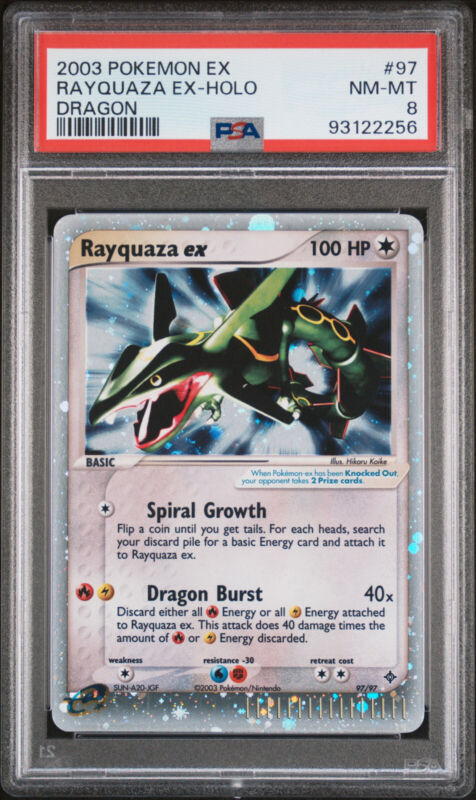 2003 POKEMON EX
#97
RAYQUAZA EX-HOLO
NM-MT
DRAGON
8
PSA
93122256
Rayquaza ex
100 HP
BASIC
Illus. Hikaru Koike
When Pokémon-ex has been Knocked Out,
your opponent takes 2 Prize cards.
Spiral Growth
Flip a coin until you get tails. For each heads, search
your discard pile for a basic Energy card and attach it
to Rayquaza ex.
Dragon Burst
40x
Discard either all Energy or all Energy attached
to Rayquaza ex. This attack does 40 damage times the
amount of or Energy discarded.
weakness
resistance -30
retreat cost
SUN-A20-JGF
©2003 Pokémon/Nintendo
97/97
21
PSA